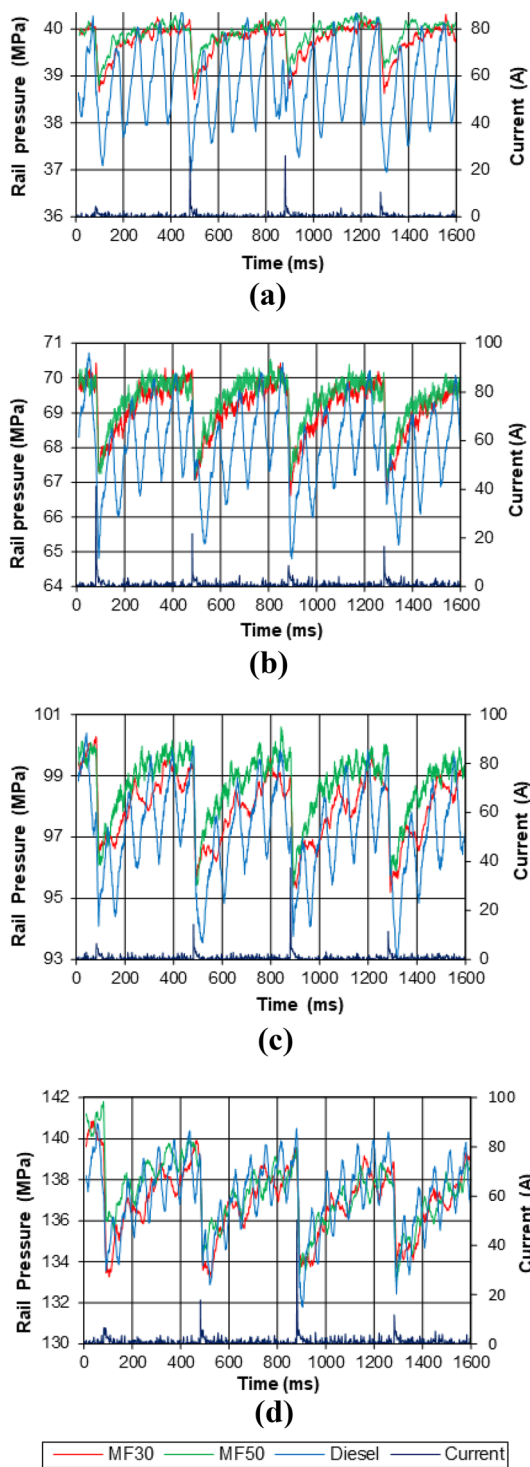 40
39
38
37
36
80
60
40
20
0
0 200 400 600 800 1000 1200 1400 1600
Rail pressure (MPa)
Current (A)
Time (ms)
(a)
71
70
69
68
67
66
65
64
100
80
60
40
20
0
0 200 400 600 800 1000 1200 1400 1600
Rail pressure (MPa)
Current (A)
Time (ms)
(b)
101
99
97
95
93
100
80
60
40
20
0
0 200 400 600 800 1000 1200 1400 1600
Rail Pressure (MPa)
Current (A)
Time (ms)
(c)
142
140
138
136
134
132
130
100
80
60
40
20
0
0 200 400 600 800 1000 1200 1400 1600
Rail Pressure (MPa)
Current (A)
Time (ms)
(d)
MF30 MF50 Diesel Current